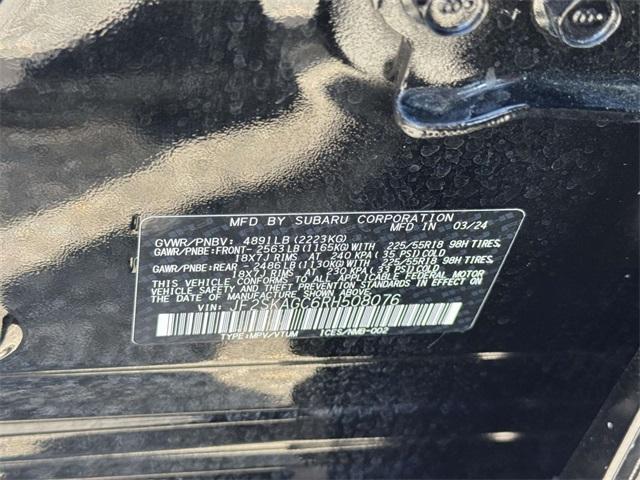 MFD BY SUBARU CORPORATION MFD IN 03/24
GVWR/PNBV: 4891LB(2223KG)
GAWR/PNBE:FRONT- 2563LB(1165KG)WITH 225/55R18 98H TIRES,
18X7J RIMS AT 240 KPA(35 PSI)COLD
GAWR/PNBE:REAR - 2486LB(1130KG)WITH 225/55R18 98H TIRES,
18X7J RIMS AT 230 KPA(33 PSI)COLD
THIS VEHICLE CONFORMS TO ALL APPLICABLE FEDERAL MOTOR
VEHICLE SAFETY AND THEFT PREVENTION STANDARDS IN EFFECT ON
THE DATE OF MANUFACTURE SHOWN ABOVE.
VIN: JF2SKAGC6RH508076
TYPE:MPV/VTUM ICES/NMB-002